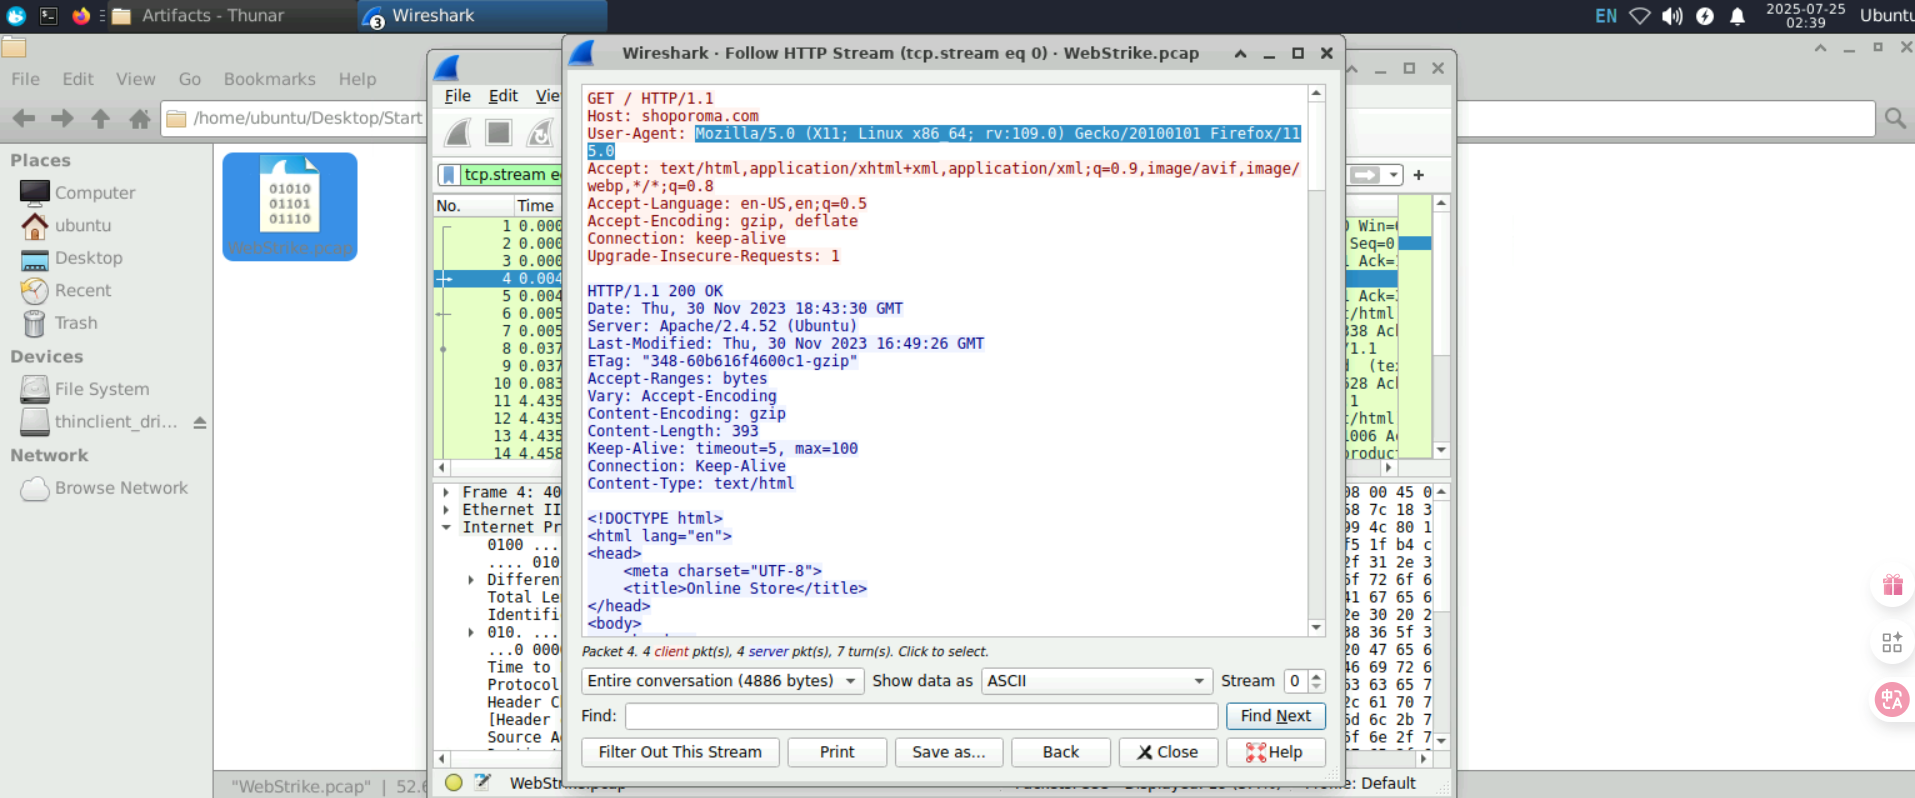 Artifacts - Thunar
3
Wireshark
EN
2025-07-25
02:39
Ubuntu
File Edit View Go Bookmarks Help
/home/ubuntu/Desktop/Start
Places
Computer
ubuntu
Desktop
Recent
Trash
Devices
File System
thinclient_dri...
Network
Browse Network
01010
01101
01110
WebStrike.pcap
"WebStrike.pcap" | 52.6
File Edit
tcp.stream
No. Time
1 0.000
2 0.000
3 0.000
4 0.004
5 0.004
6 0.005
7 0.005
8 0.037
9 0.037
10 0.083
11 4.435
12 4.435
13 4.435
14 4.458
Frame 4: 40
Ethernet II
Internet Pr
0100 ....
.... 010
Differen
Total Le
Identifi
010. ....
...0 000
Time to
Protocol
Header C
[Header
Source A
Wireshark · Follow HTTP Stream (tcp.stream eq 0) · WebStrike.pcap
GET / HTTP/1.1
Host: shoporoma.com
User-Agent: Mozilla/5.0 (X11; Linux x86_64; rv:109.0) Gecko/20100101 Firefox/11
5.0
Accept: text/html,application/xhtml+xml,application/xml;q=0.9,image/avif,image/
webp,*/*;q=0.8
Accept-Language: en-US,en;q=0.5
Accept-Encoding: gzip, deflate
Connection: keep-alive
Upgrade-Insecure-Requests: 1
HTTP/1.1 200 OK
Date: Thu, 30 Nov 2023 18:43:30 GMT
Server: Apache/2.4.52 (Ubuntu)
Last-Modified: Thu, 30 Nov 2023 16:49:26 GMT
ETag: "348-60b616f4600c1-gzip"
Accept-Ranges: bytes
Vary: Accept-Encoding
Content-Encoding: gzip
Content-Length: 393
Keep-Alive: timeout=5, max=100
Connection: Keep-Alive
Content-Type: text/html
<!DOCTYPE html>
<html lang="en">
<head>
<meta charset="UTF-8">
<title>Online Store</title>
</head>
<body>
Packet 4. 4 client pkt(s), 4 server pkt(s), 7 turn(s). Click to select.
Entire conversation (4886 bytes) Show data as ASCII Stream 0
Find: Find Next
Filter Out This Stream Print Save as... Back Close Help
Win=
Seq=0
Ack=
Ack=
/html
338 Ac
/1.1
(te
528 Ac
1
/html
1006 A
produc
08 00 45 0
58 7c 18 3
99 4c 80 1
f5 1f b4 c
2f 31 2e 3
6f 72 6f 6
41 67 65 6
2e 30 20 2
38 36 5f 3
20 47 65 6
46 69 72 6
63 63 65 7
2c 61 70 7
6d 6c 2b 7
6f 6e 2f 7
Profile: Default
中A